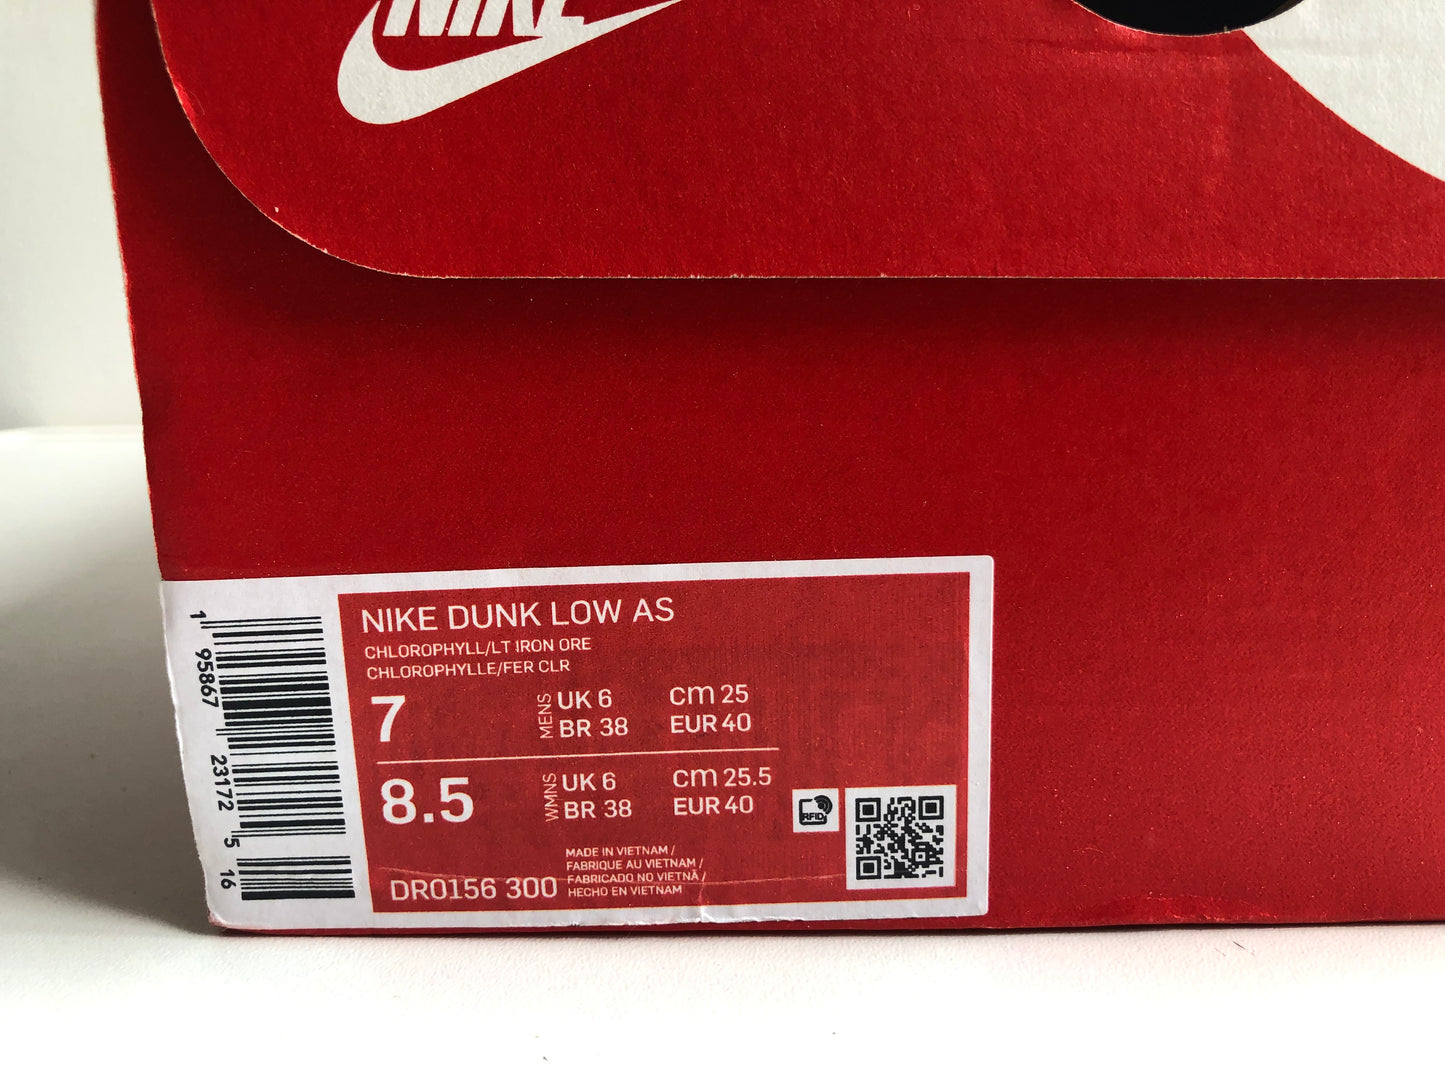 NIKE
NIKE DUNK LOW AS
CHLOROPHYLL/LT IRON ORE
CHLOROPHYLLE/FER CLR
7 MENS UK 6 CM 25
BR 38 EUR 40
8.5 WMNS UK 6 CM 25.5
BR 38 EUR 40
RFID
MADE IN VIETNAM /
FABRIQUE AU VIETNAM /
FABRICADO NO VIETNÃ /
HECHO EN VIETNAM
DR0156 300
1 95867 23172 5 16